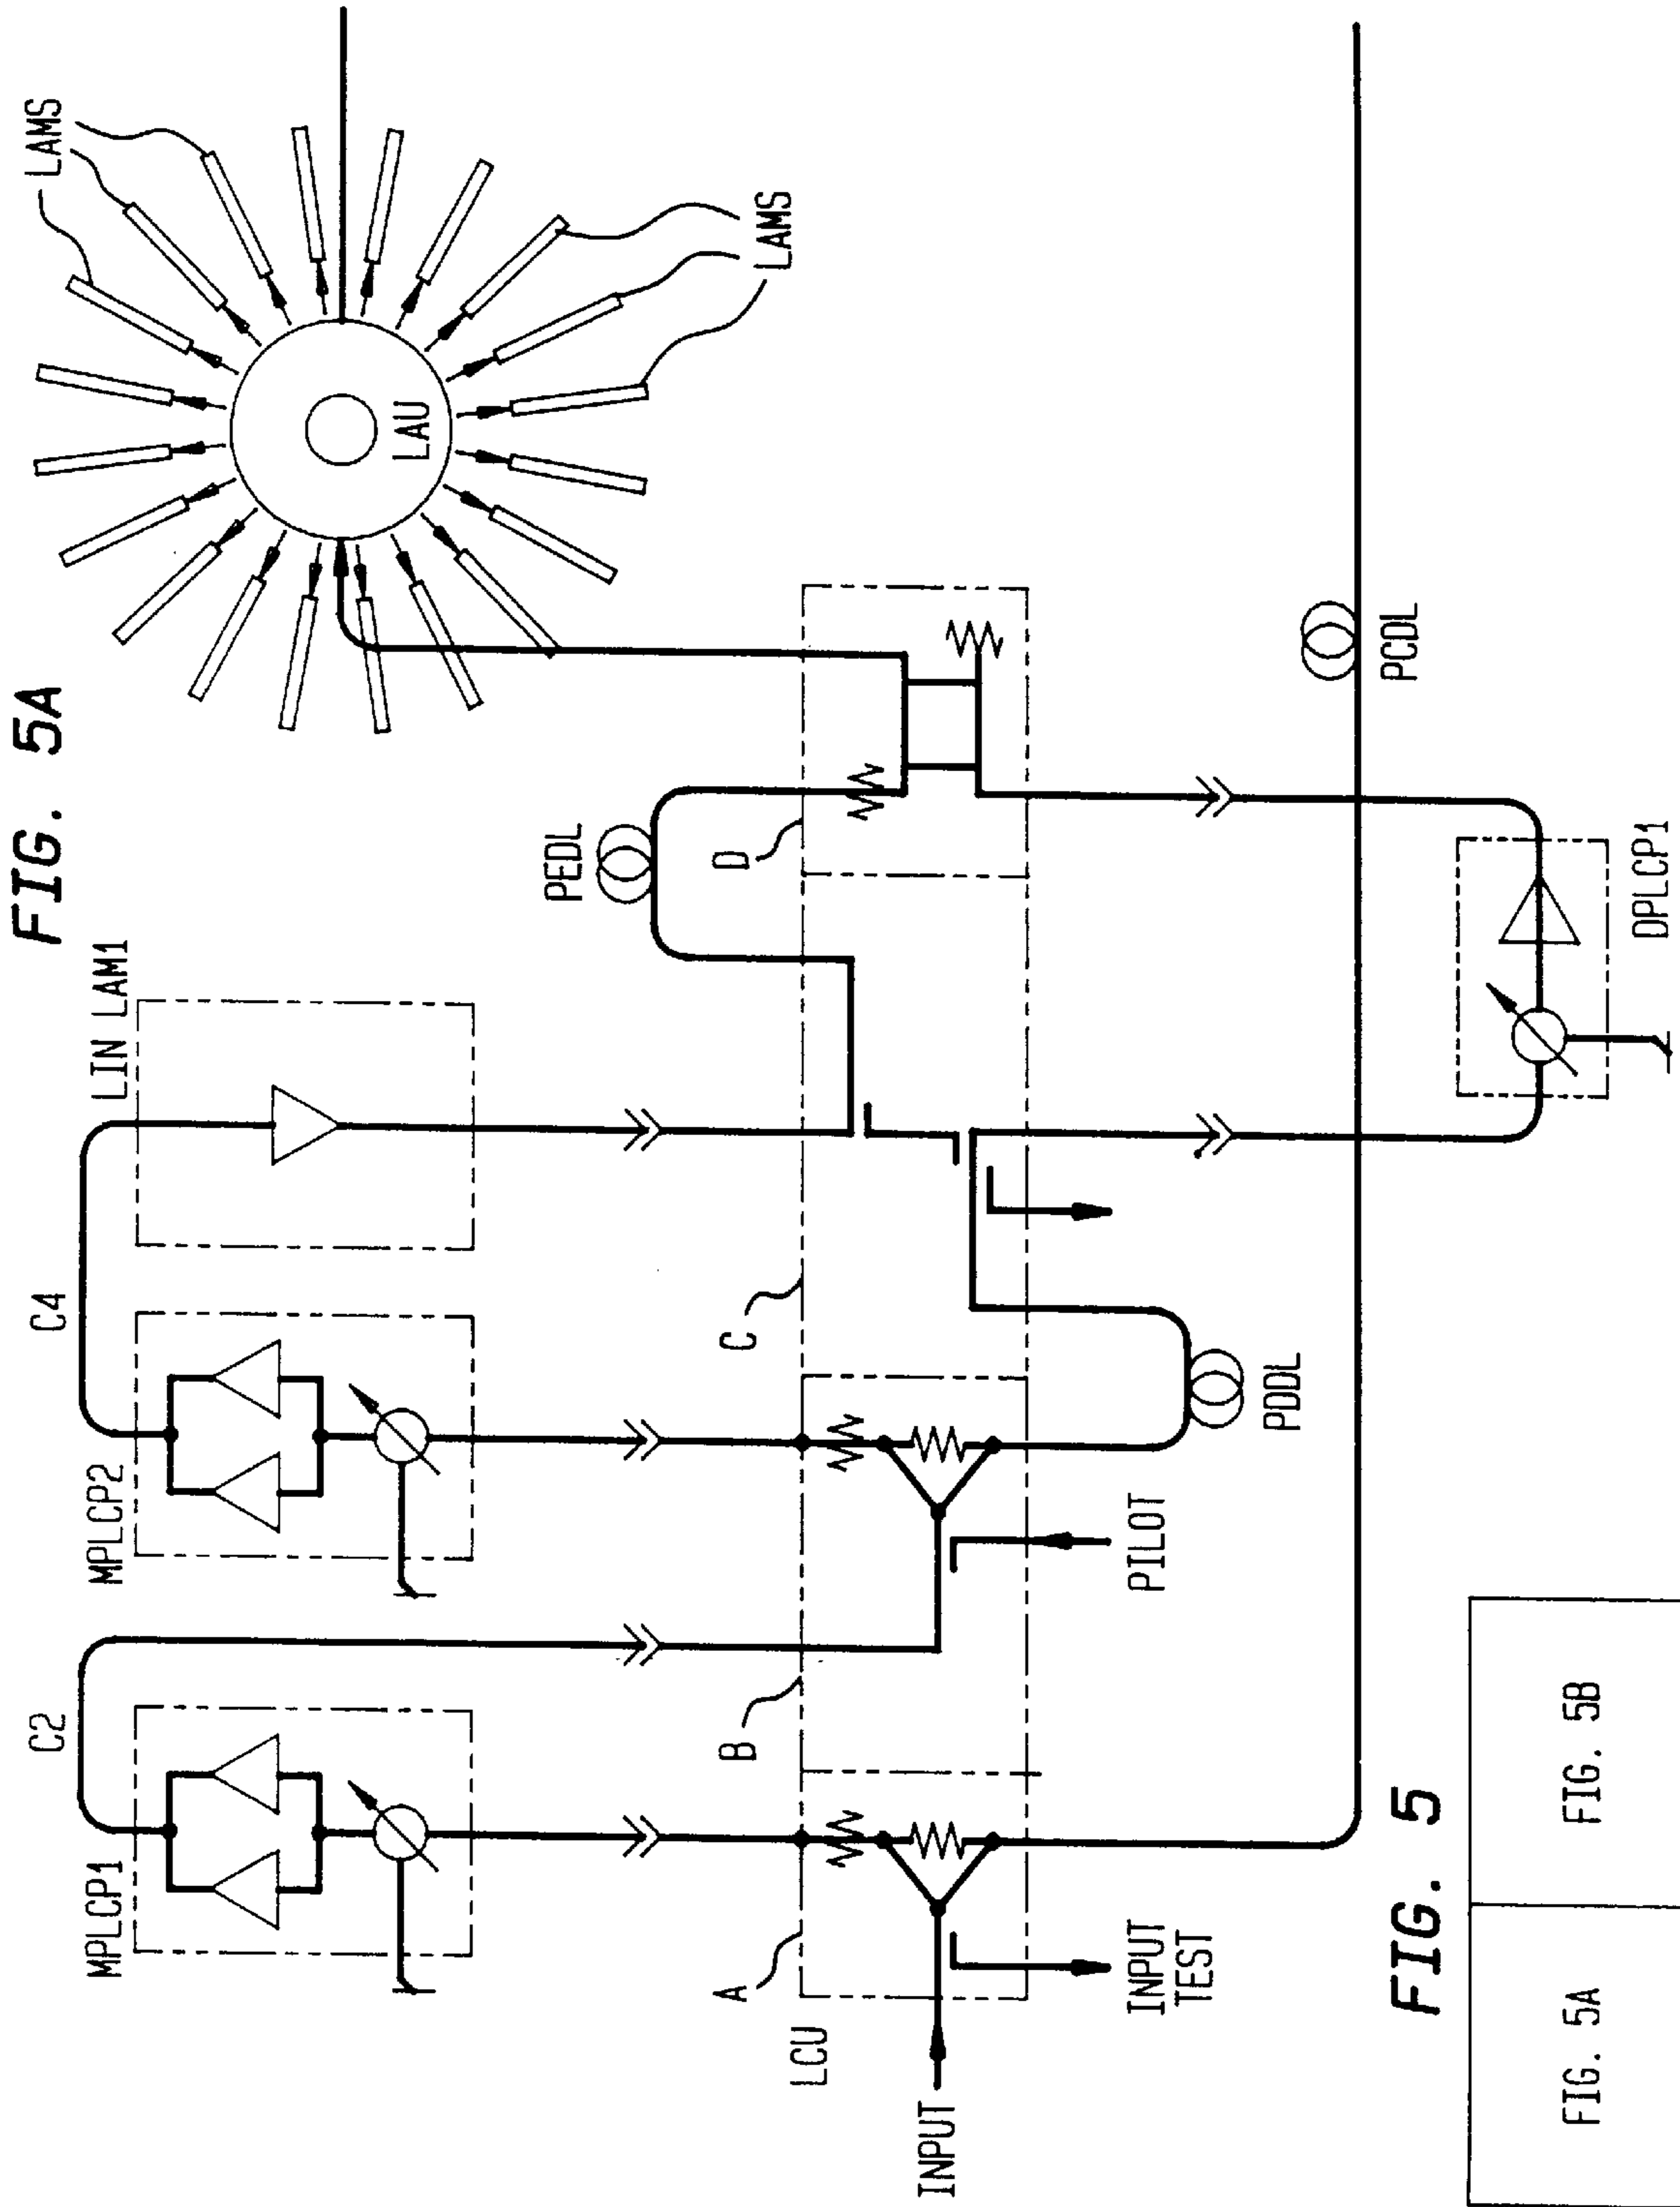 FIG. 5A
LAMS
LAU
LAMS
C2
C4
MPLCP1
MPLCP2
LIN LAM1
PEDL
LCU
A
B
C
D
INPUT
INPUT
TEST
PILOT
PDDL
PCDL
DPLCP1
FIG. 5
FIG. 5A
FIG. 5B